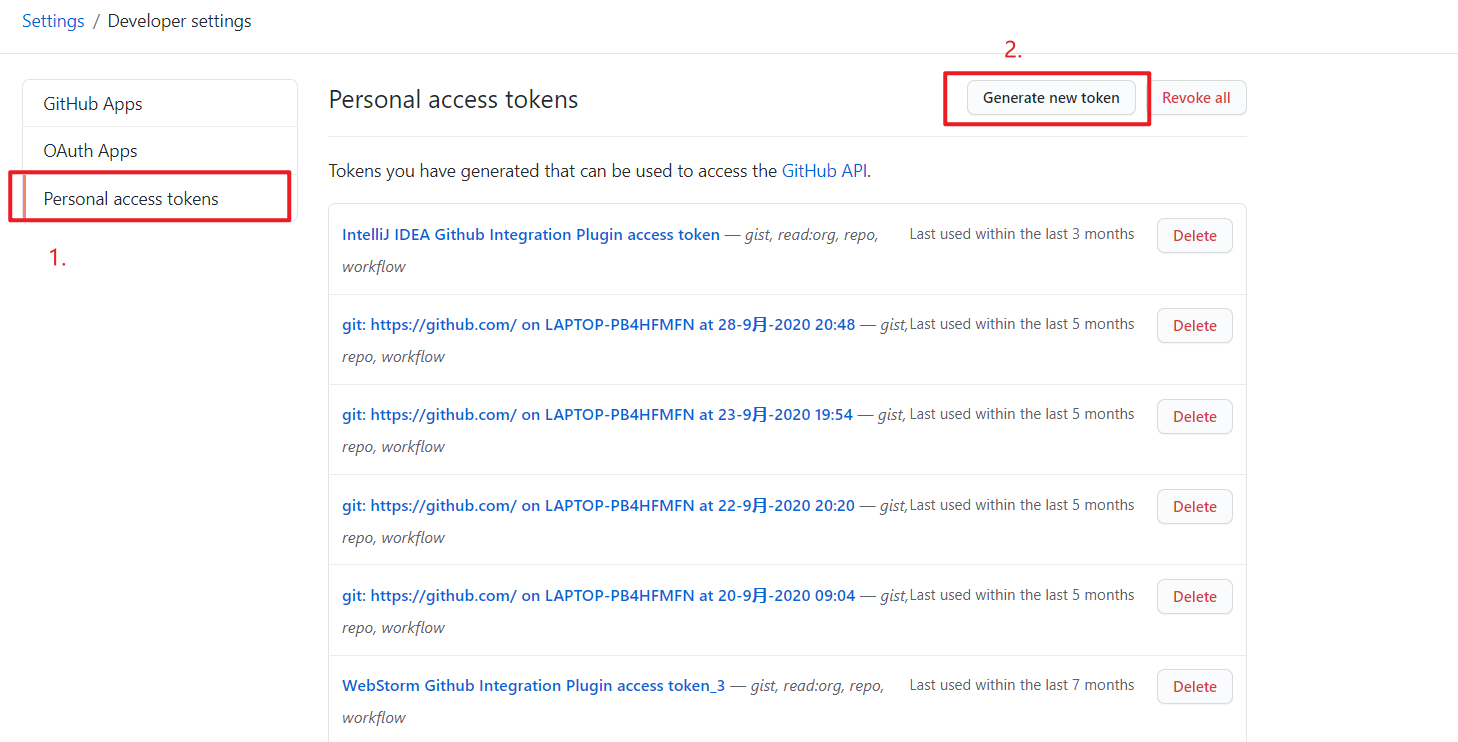 Settings / Developer settings
2.
GitHub Apps
OAuth Apps
Personal access tokens
1.
Personal access tokens
Generate new token
Revoke all
Tokens you have generated that can be used to access the GitHub API.
IntelliJ IDEA Github Integration Plugin access token — gist, read:org, repo,
workflow
Last used within the last 3 months
Delete
git: https://github.com/ on LAPTOP-PB4HFMFN at 28-9月-2020 20:48 — gist,
repo, workflow
Last used within the last 5 months
Delete
git: https://github.com/ on LAPTOP-PB4HFMFN at 23-9月-2020 19:54 — gist,
repo, workflow
Last used within the last 5 months
Delete
git: https://github.com/ on LAPTOP-PB4HFMFN at 22-9月-2020 20:20 — gist,
repo, workflow
Last used within the last 5 months
Delete
git: https://github.com/ on LAPTOP-PB4HFMFN at 20-9月-2020 09:04 — gist,
repo, workflow
Last used within the last 5 months
Delete
WebStorm Github Integration Plugin access token_3 — gist, read:org, repo,
workflow
Last used within the last 7 months
Delete